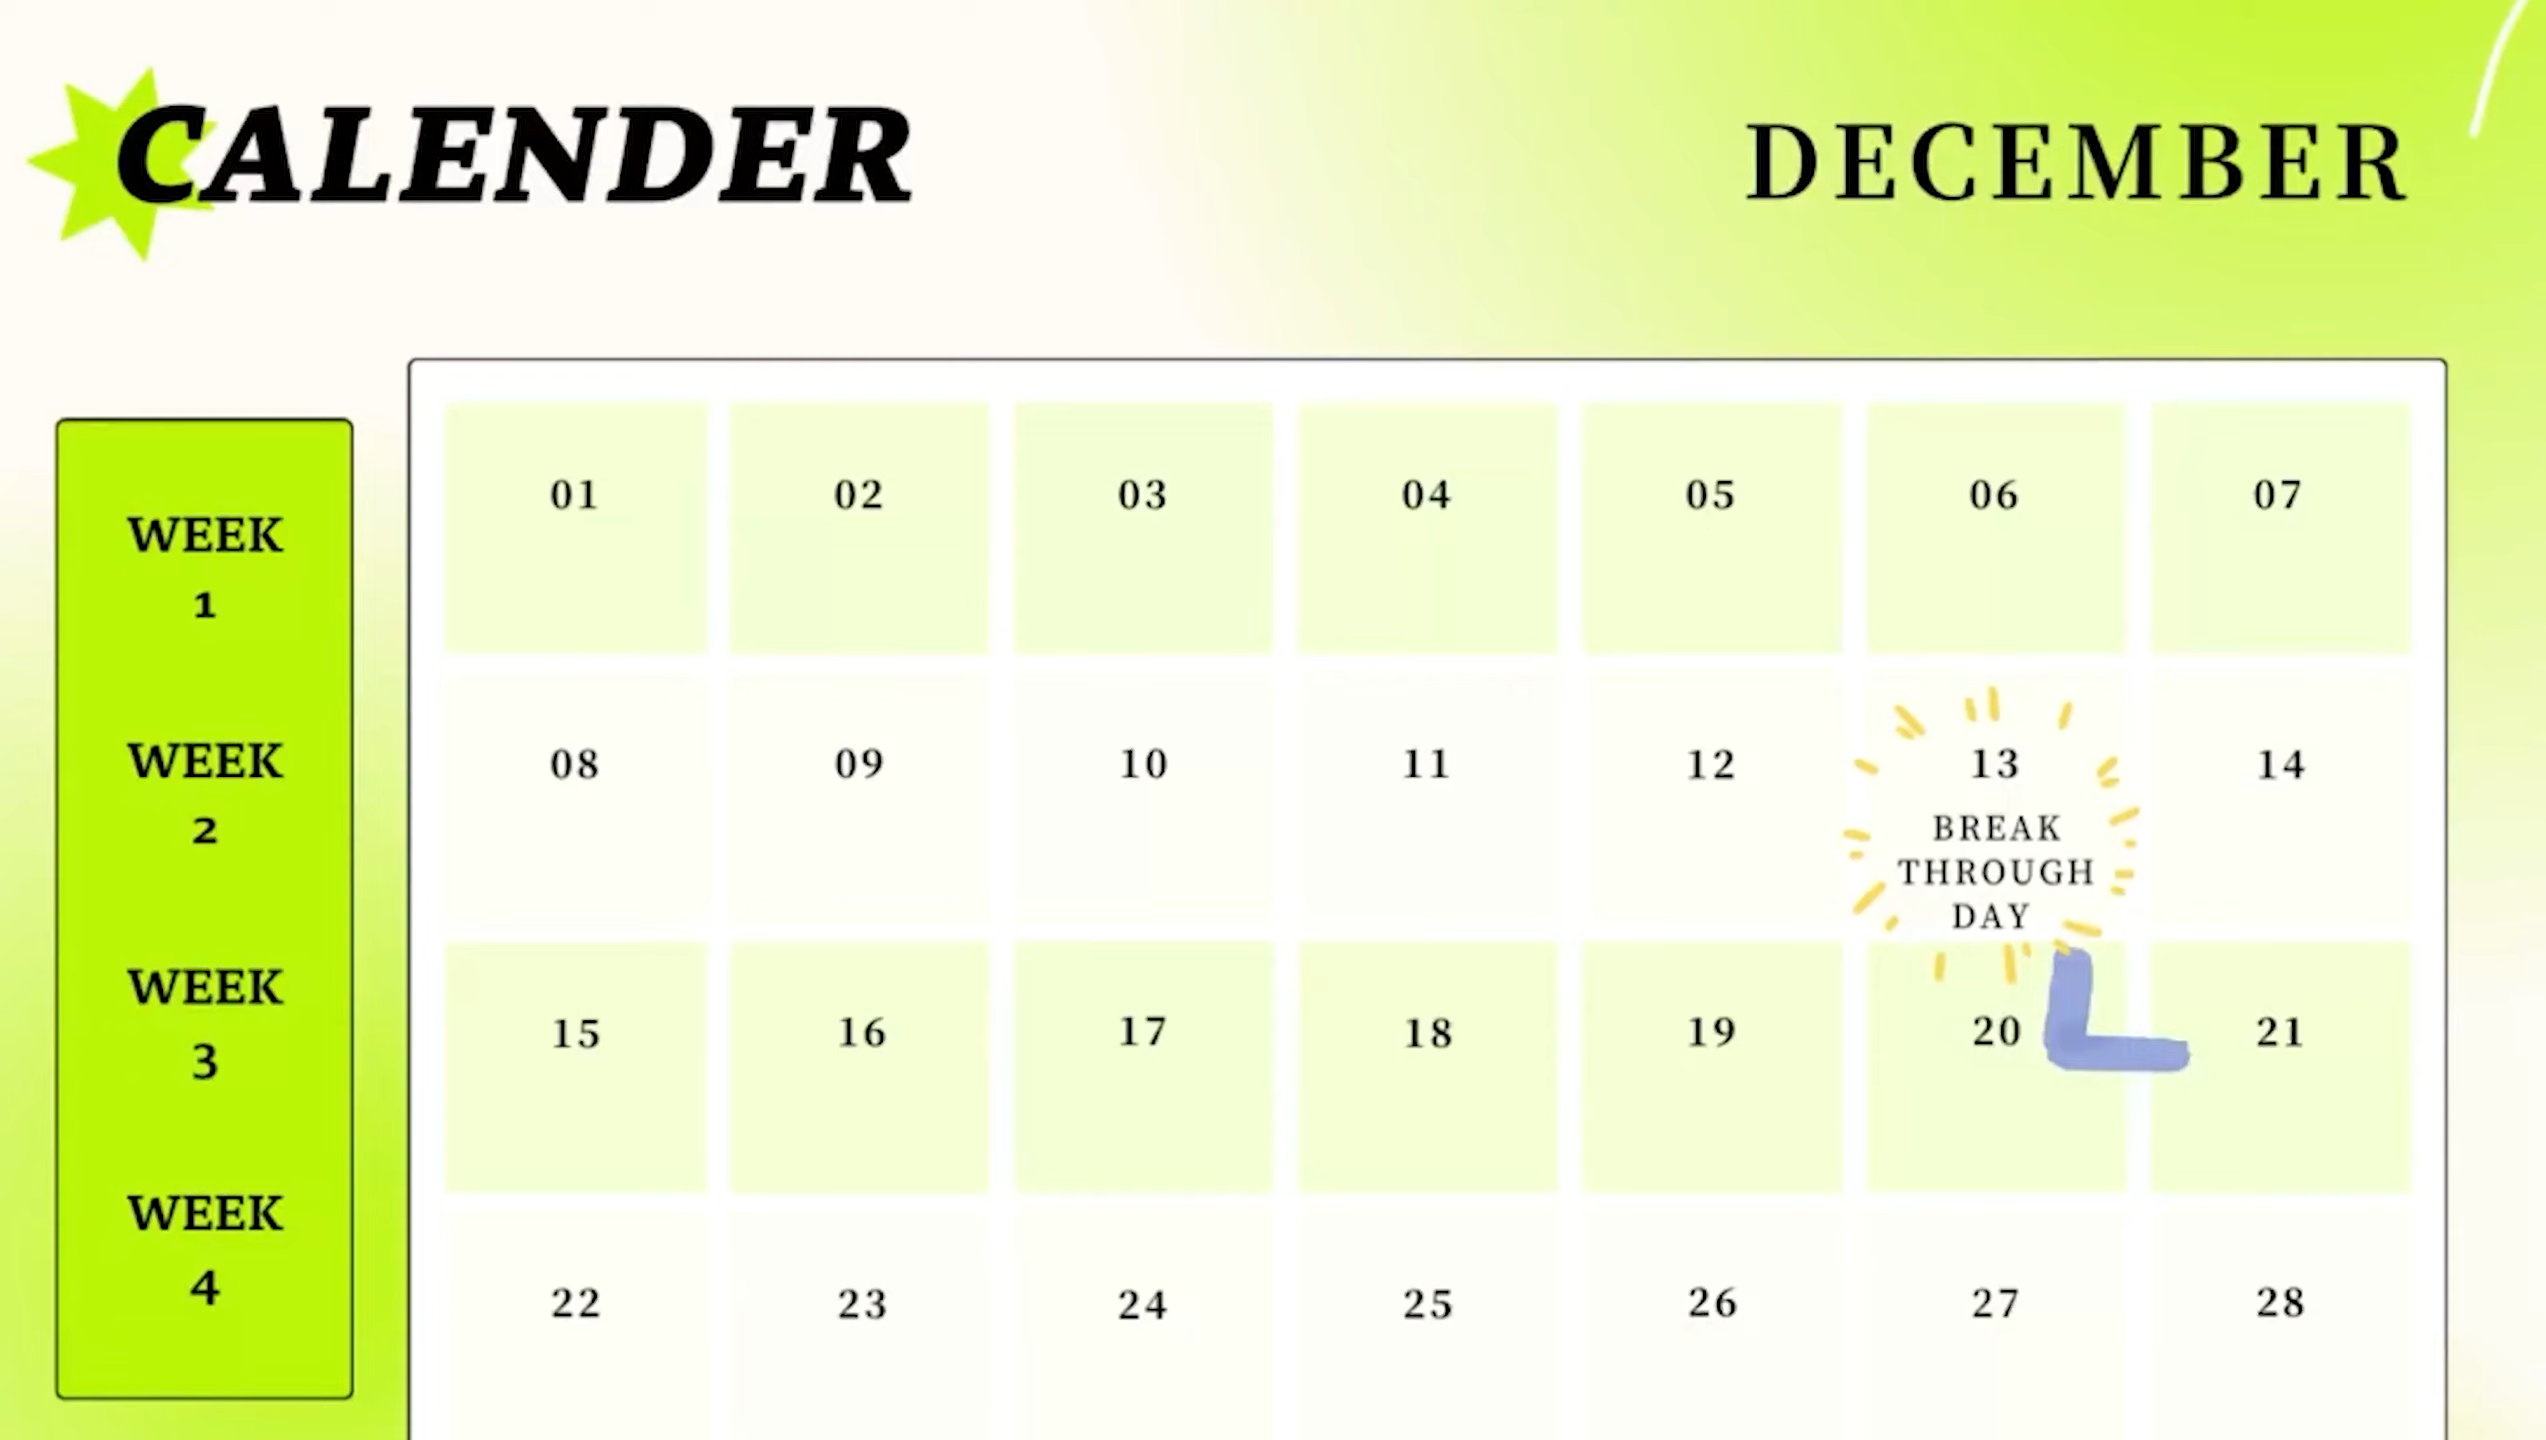 CALENDER
DECEMBER
WEEK
1
WEEK
2
WEEK
3
WEEK
4
01 02 03 04 05 06 07
08 09 10 11 12 13 14
BREAK
THROUGH
DAY
15 16 17 18 19 20 21
22 23 24 25 26 27 28